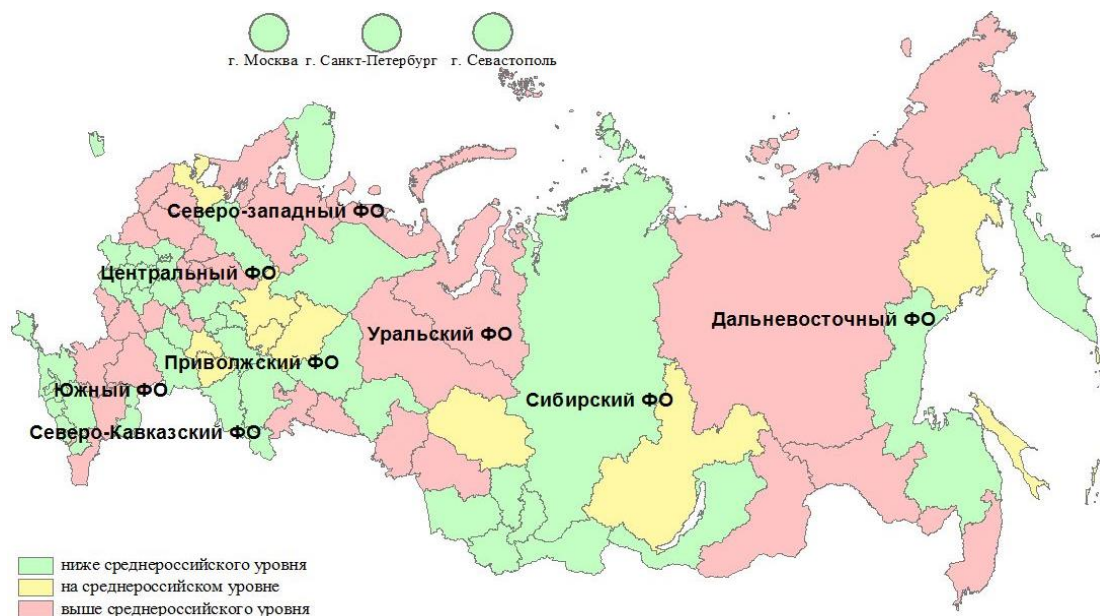 г. Москва г. Санкт-Петербург г. Севастополь
Северо-западный ФО
Центральный ФО
Уральский ФО
Дальневосточный ФО
Приволжский ФО
Южный ФО
Сибирский ФО
Северо-Кавказский ФО
ниже среднероссийского уровня
на среднероссийском уровне
выше среднероссийского уровня